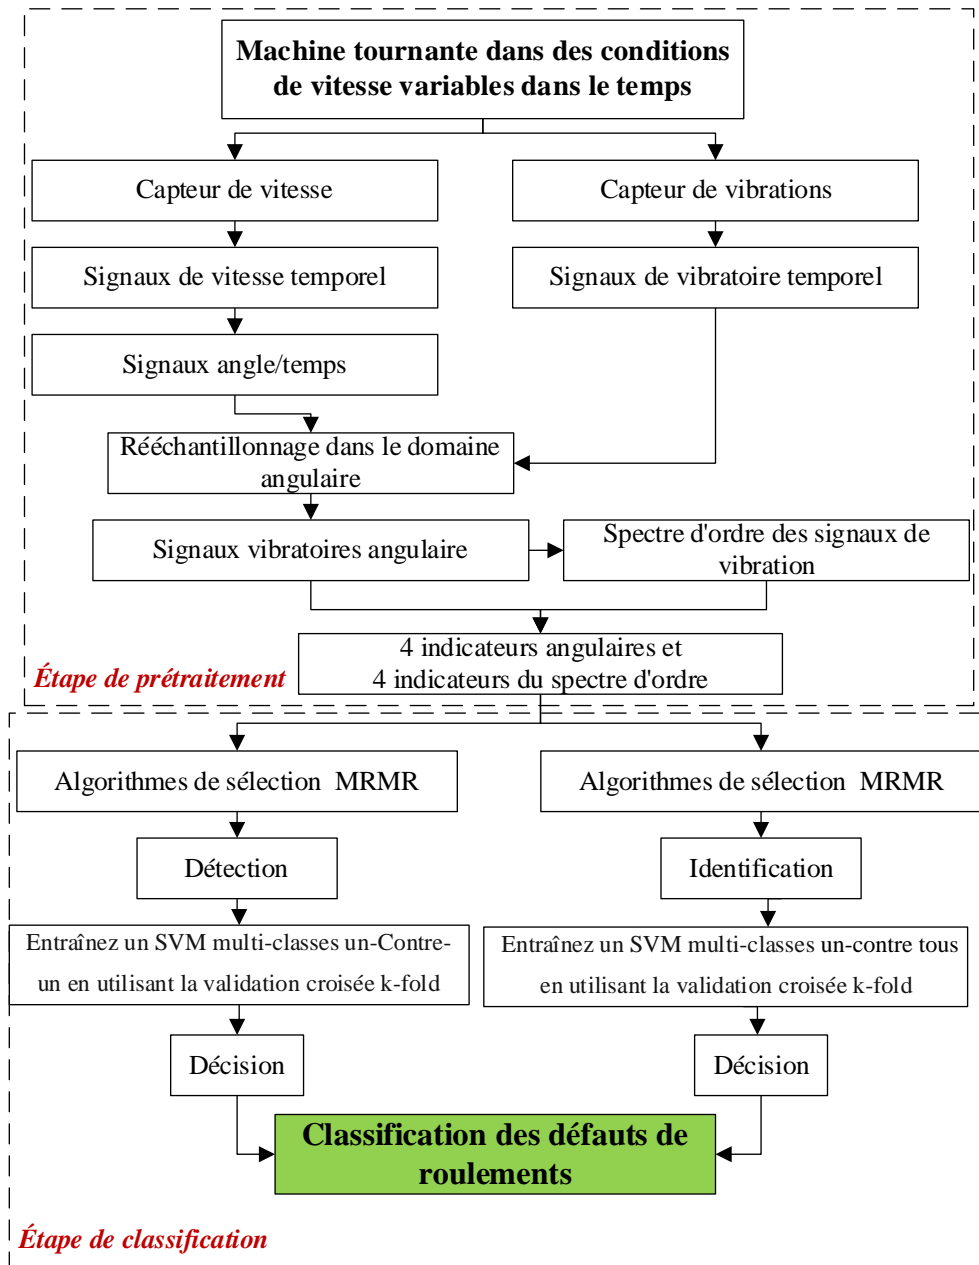 Machine tournante dans des conditions
de vitesse variables dans le temps
Capteur de vitesse
Capteur de vibrations
Signaux de vitesse temporel
Signaux de vibratoire temporel
Signaux angle/temps
Rééchantillonnage dans le domaine
angulaire
Signaux vibratoires angulaire
Spectre d'ordre des signaux de
vibration
4 indicateurs angulaires et
4 indicateurs du spectre d'ordre
Étape de prétraitement
Algorithmes de sélection MRMR
Algorithmes de sélection MRMR
Détection
Identification
Entraînez un SVM multi-classes un-Contre-
un en utilisant la validation croisée k-fold
Entraînez un SVM multi-classes un-contre tous
en utilisant la validation croisée k-fold
Décision
Décision
Classification des défauts de
roulements
Étape de classification